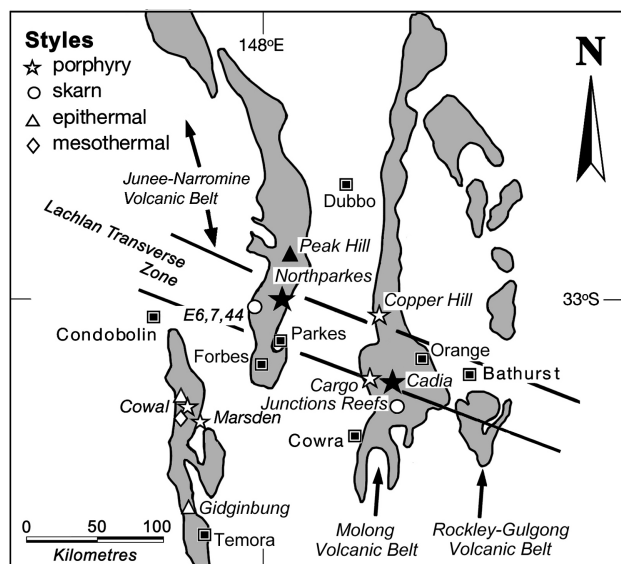 Styles
porphyry
skarn
epithermal
mesothermal
148ºE
N
Junee-Narromine
Volcanic Belt
Dubbo
Lachlan Transverse
Zone
Peak Hill
Northparkes
E6,7,44
Copper Hill
33ºS
Condobolin
Parkes
Forbes
Orange
Bathurst
Cargo
Cadia
Junctions Reefs
Cowal
Marsden
Cowra
Gidginbung
Temora
0 50 100
Kilometres
Molong
Volcanic Belt
Rockley-Gulgong
Volcanic Belt